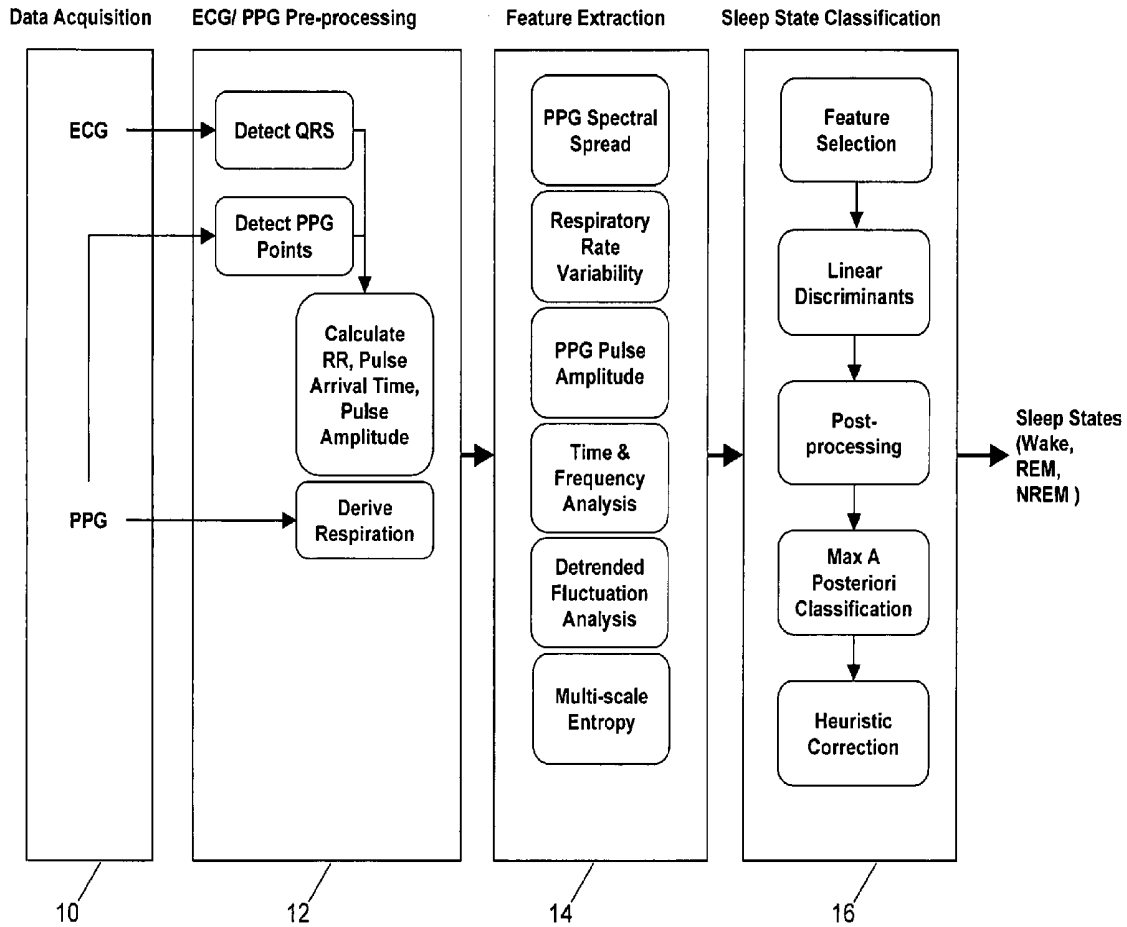 Data Acquisition
ECG/ PPG Pre-processing
Feature Extraction
Sleep State Classification
ECG
PPG
Detect QRS
Detect PPG
Points
Calculate
RR, Pulse
Arrival Time,
Pulse
Amplitude
Derive
Respiration
PPG Spectral
Spread
Respiratory
Rate
Variability
PPG Pulse
Amplitude
Time &
Frequency
Analysis
Detrended
Fluctuation
Analysis
Multi-scale
Entropy
Feature
Selection
Linear
Discriminants
Post-
processing
Max A
Posteriori
Classification
Heuristic
Correction
Sleep States
(Wake,
REM,
NREM )
10
12
14
16